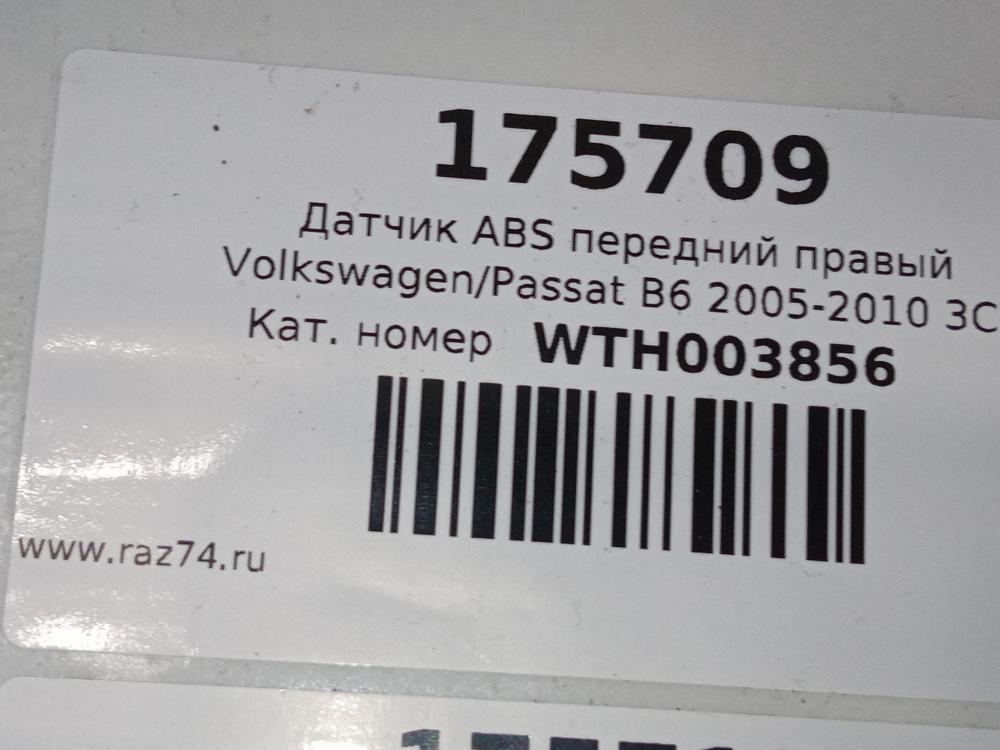 175709
Датчик ABS передний правый
Volkswagen/Passat B6 2005-2010 3C
Кат. номер WTH003856
www.raz74.ru